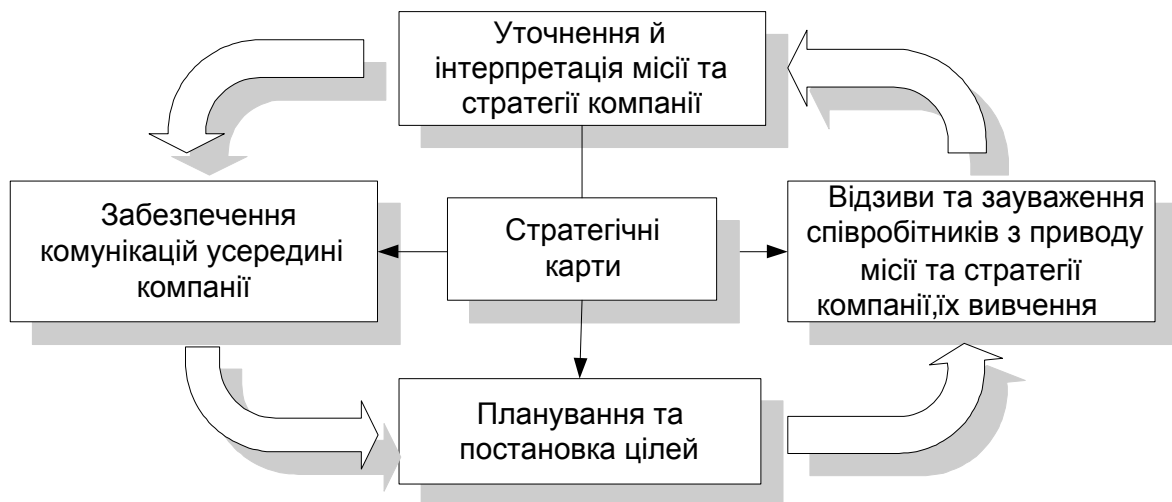 Уточнення й
інтерпретація місії та
стратегії компанії
Забезпечення
комунікацій усередині
компанії
Стратегічні
карти
Відзиви та зауваження
співробітників з приводу
місії та стратегії
компанії,їх вивчення
Планування та
постановка цілей